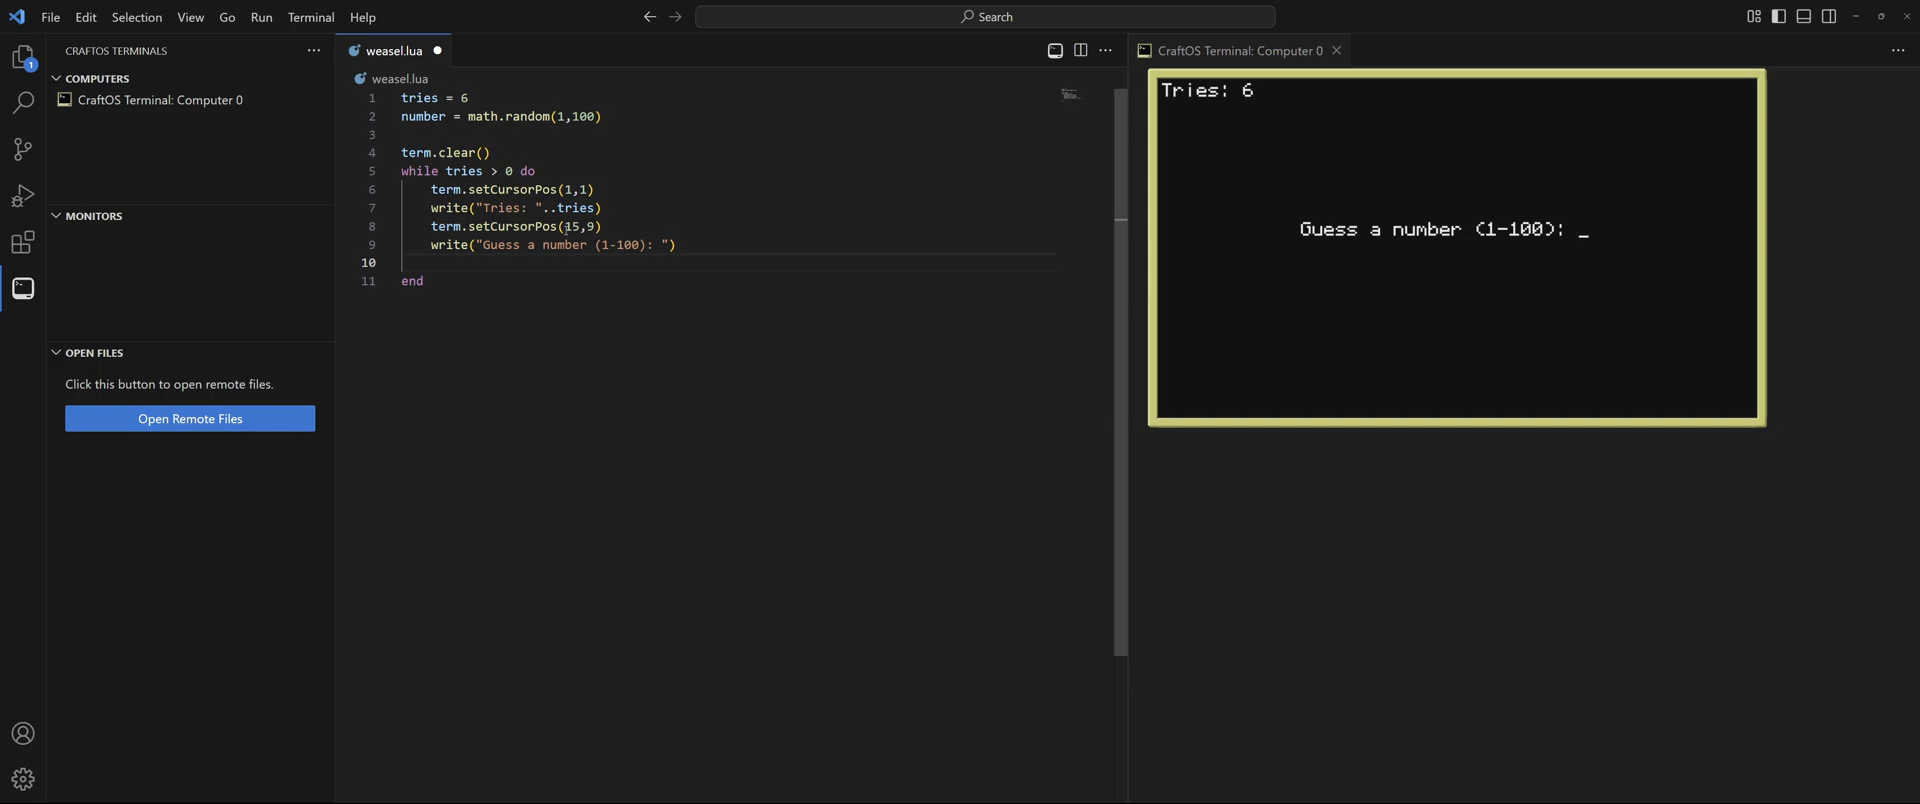 File Edit Selection View Go Run Terminal Help
Search
CRAFTOS TERMINALS
COMPUTERS
CraftOS Terminal: Computer 0
MONITORS
OPEN FILES
Click this button to open remote files.
Open Remote Files
1
weasel.lua
weasel.lua
1 tries = 6
2 number = math.random(1,100)
3
4 term.clear()
5 while tries > 0 do
6 term.setCursorPos(1,1)
7 write("Tries: "..tries)
8 term.setCursorPos(15,9)
9 write("Guess a number (1-100): ")
10
11 end
CraftOS Terminal: Computer 0
Tries: 6
Guess a number (1-100): _